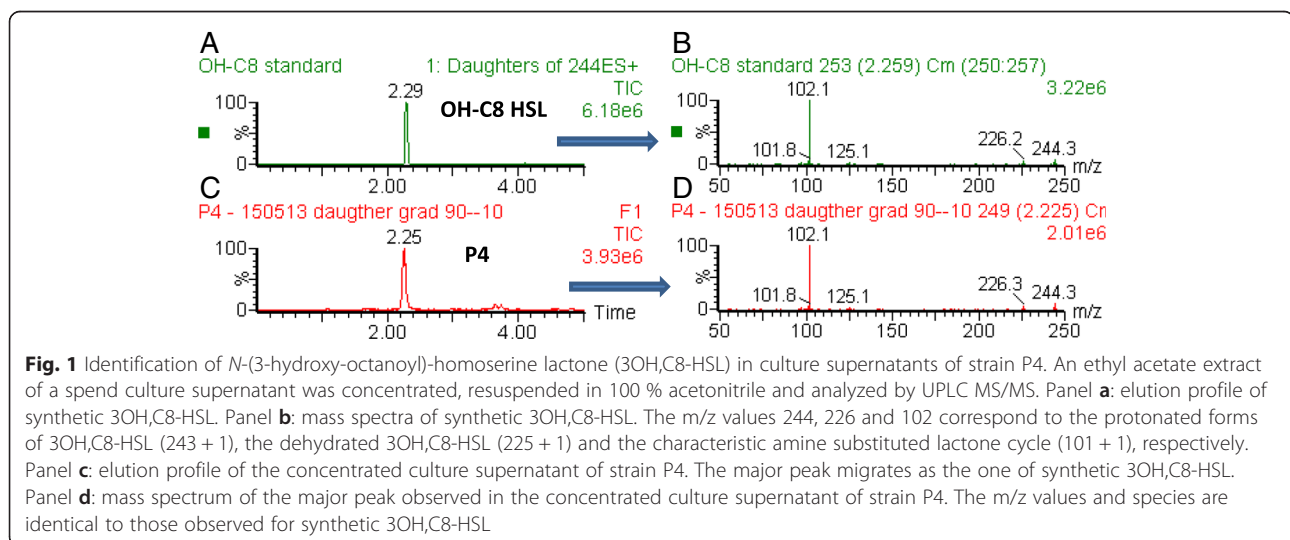 A
OH-C8 standard
1: Daughters of 244ES+
TIC
6.18e6
2.29
OH-C8 HSL
100
%
0
2.00
4.00
B
OH-C8 standard 253 (2.259) Cm (250:257)
3.22e6
102.1
100
%
101.8
125.1
226.2
244.3
0
m/z
50
100
150
200
250
C
P4 - 150513 daugther grad 90--10
F1
TIC
3.93e6
2.25
P4
100
%
0
Time
2.00
4.00
D
P4 - 150513 daugther grad 90--10 249 (2.225) Cr
2.01e6
102.1
100
%
101.8
125.1
226.3
244.3
0
m/z
50
100
150
200
250
Fig. 1 Identification of N-(3-hydroxy-octanoyl)-homoserine lactone (3OH,C8-HSL) in culture supernatants of strain P4. An ethyl acetate extract
of a spend culture supernatant was concentrated, resuspended in 100 % acetonitrile and analyzed by UPLC MS/MS. Panel a: elution profile of
synthetic 3OH,C8-HSL. Panel b: mass spectra of synthetic 3OH,C8-HSL. The m/z values 244, 226 and 102 correspond to the protonated forms
of 3OH,C8-HSL (243 + 1), the dehydrated 3OH,C8-HSL (225 + 1) and the characteristic amine substituted lactone cycle (101 + 1), respectively.
Panel c: elution profile of the concentrated culture supernatant of strain P4. The major peak migrates as the one of synthetic 3OH,C8-HSL.
Panel d: mass spectrum of the major peak observed in the concentrated culture supernatant of strain P4. The m/z values and species are
identical to those observed for synthetic 3OH,C8-HSL